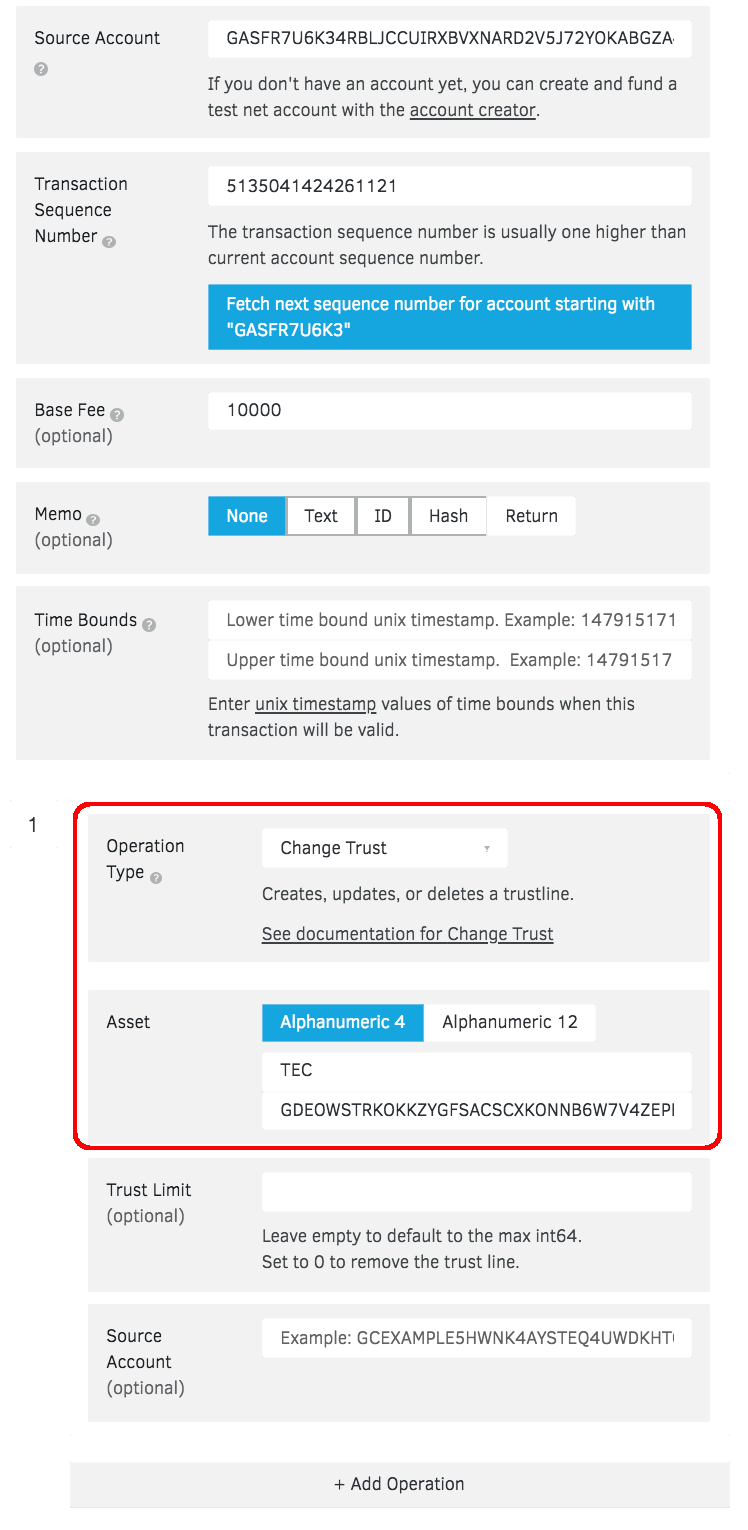 Source Account
?
GASFR7U6K34RBLJCCUIRXBVXNARD2V5J72YOKABGZA
If you don't have an account yet, you can create and fund a
test net account with the account creator.
Transaction
Sequence
Number ?
5135041424261121
The transaction sequence number is usually one higher than
current account sequence number.
Fetch next sequence number for account starting with
"GASFR7U6K3"
Base Fee ?
(optional)
10000
Memo ?
(optional)
None Text ID Hash Return
Time Bounds ?
(optional)
Lower time bound unix timestamp. Example: 147915171
Upper time bound unix timestamp. Example: 14791517
Enter unix timestamp values of time bounds when this
transaction will be valid.
1
Operation
Type ?
Change Trust
Creates, updates, or deletes a trustline.
See documentation for Change Trust
Asset
Alphanumeric 4 Alphanumeric 12
TEC
GDEOWSTRKOKKZYGFSACSCXKONNB6W7V4ZEP
Trust Limit
(optional)
Leave empty to default to the max int64.
Set to 0 to remove the trust line.
Source
Account
(optional)
Example: GCEXAMPLE5HWNK4AYSTEQ4UWDKHT
+ Add Operation